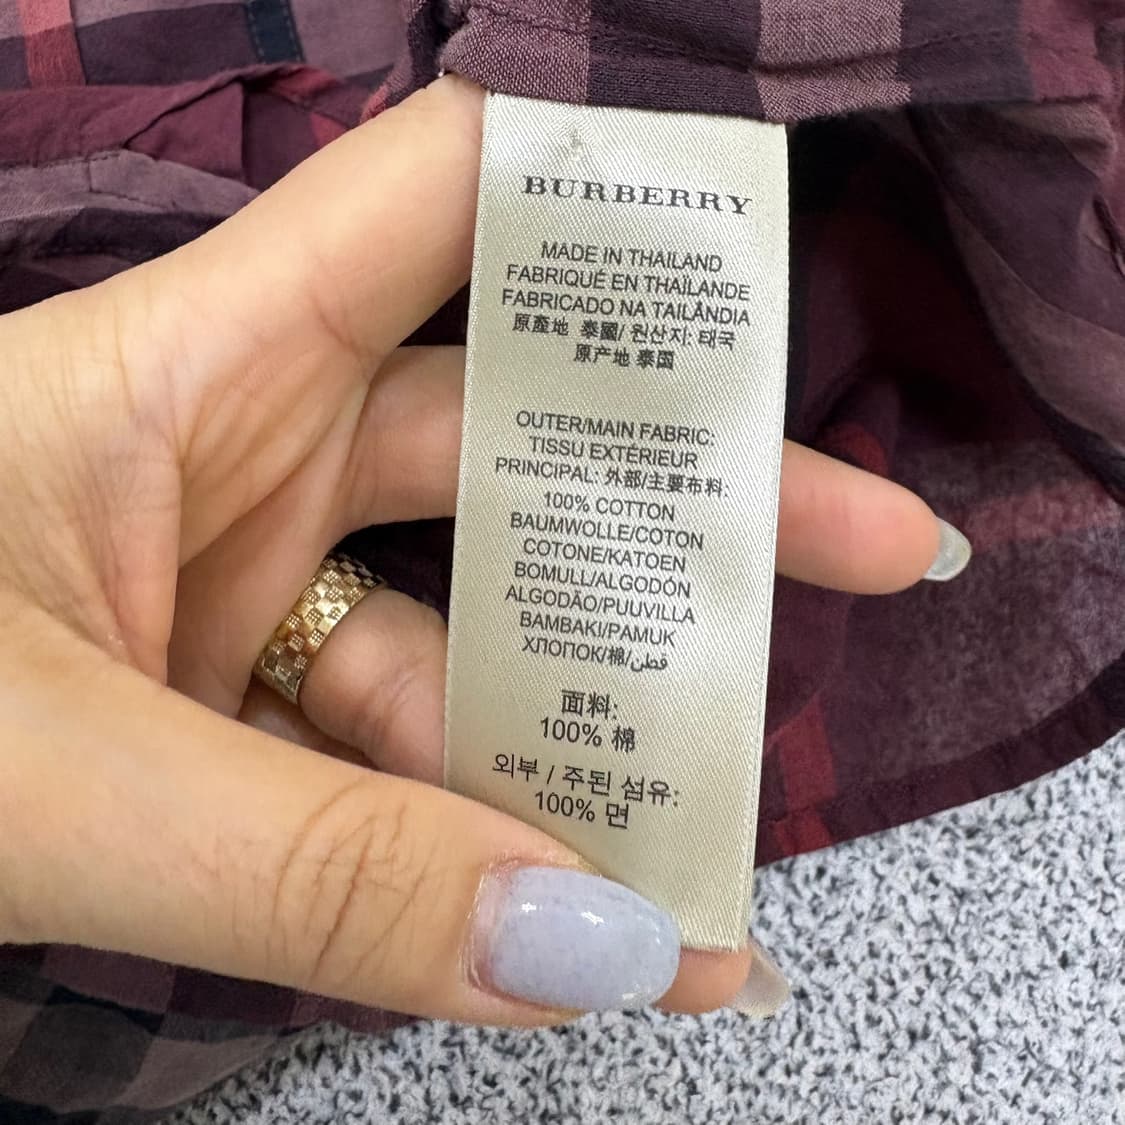 BURBERRY
MADE IN THAILAND
FABRIQUÉ EN THAÏLANDE
FABRICADO NA TAILÂNDIA
原產地 泰國/ 원산지: 태국
原产地 泰国
OUTER/MAIN FABRIC:
TISSU EXTERIEUR
PRINCIPAL: 外部/主要布料:
100% COTTON
BAUMWOLLE/COTON
COTONE/KATOEN
BOMULL/ALGODÓN
ALGODÃO/PUUVILLA
BAMBAKI/PAMUK
ХЛОПОК/棉/قطن
面料:
100% 棉
외부 / 주된 섬유:
100% 면